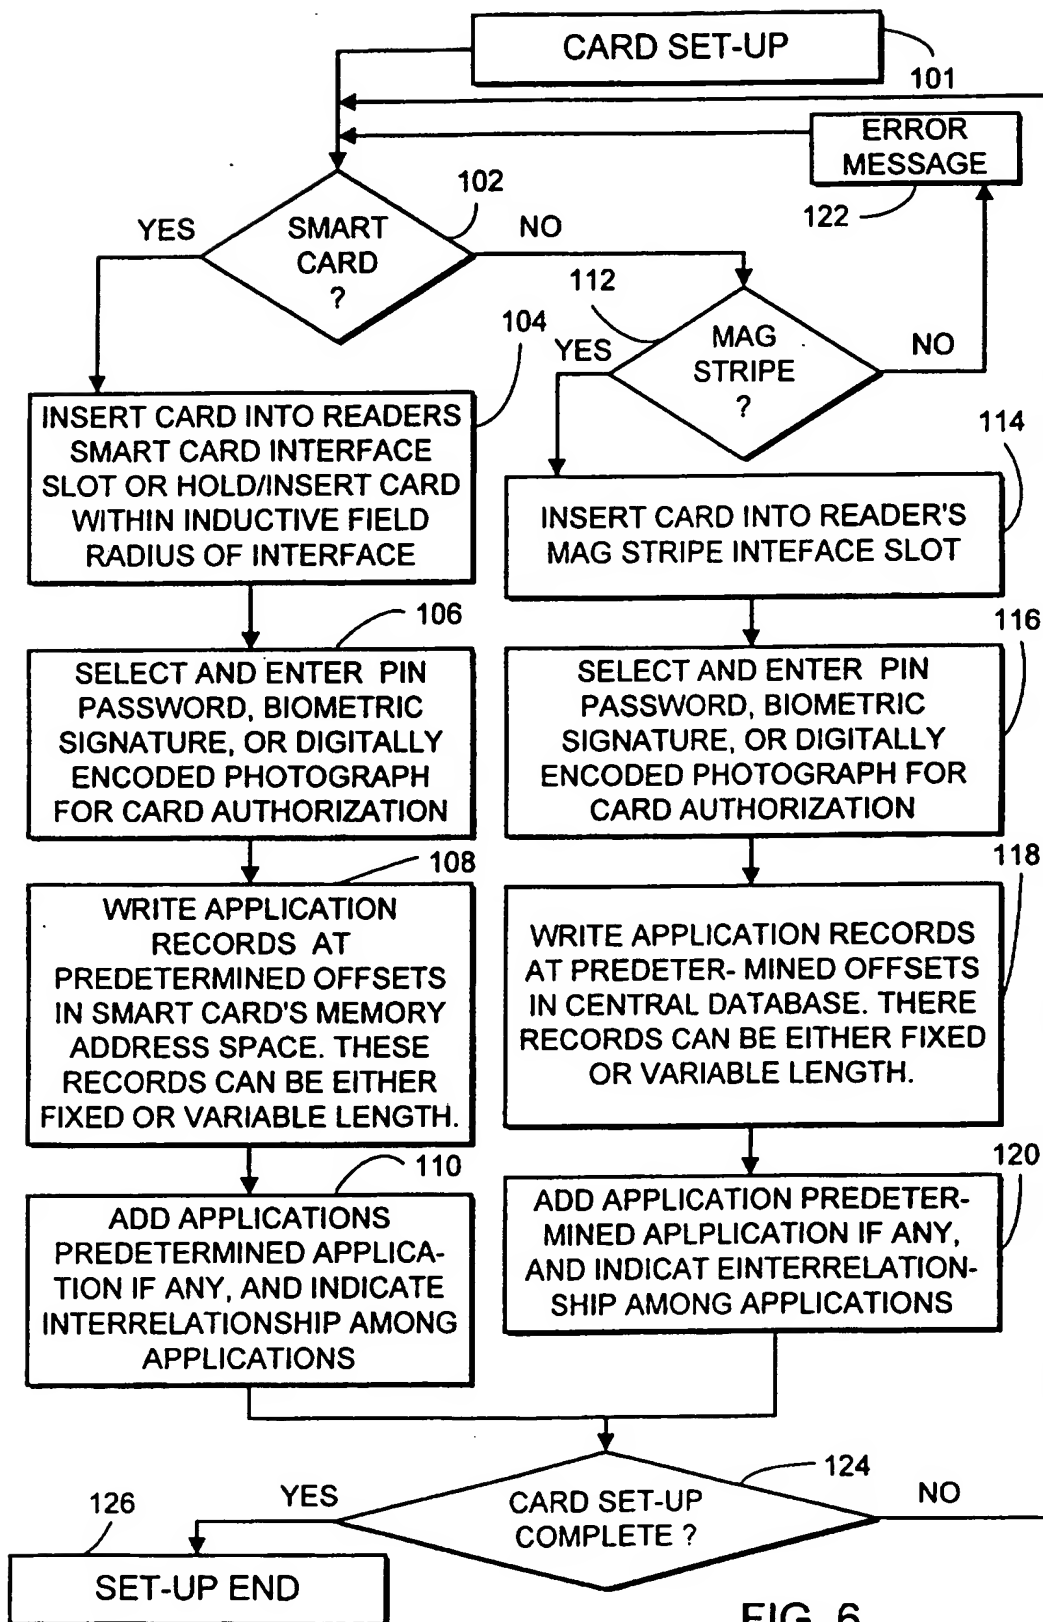 CARD SET-UP
101
ERROR
MESSAGE
122
102
YES
SMART
CARD
?
NO
112
MAG
STRIPE
?
YES
NO
104
INSERT CARD INTO READERS
SMART CARD INTERFACE
SLOT OR HOLD/INSERT CARD
WITHIN INDUCTIVE FIELD
RADIUS OF INTERFACE
114
INSERT CARD INTO READER'S
MAG STRIPE INTEFACE SLOT
106
SELECT AND ENTER PIN
PASSWORD, BIOMETRIC
SIGNATURE, OR DIGITALLY
ENCODED PHOTOGRAPH
FOR CARD AUTHORIZATION
116
SELECT AND ENTER PIN
PASSWORD, BIOMETRIC
SIGNATURE, OR DIGITALLY
ENCODED PHOTOGRAPH FOR
CARD AUTHORIZATION
108
WRITE APPLICATION
RECORDS AT
PREDETERMINED OFFSETS
IN SMART CARD'S MEMORY
ADDRESS SPACE. THESE
RECORDS CAN BE EITHER
FIXED OR VARIABLE LENGTH.
118
WRITE APPLICATION RECORDS
AT PREDETER- MINED OFFSETS
IN CENTRAL DATABASE. THERE
RECORDS CAN BE EITHER FIXED
OR VARIABLE LENGTH.
110
ADD APPLICATIONS
PREDETERMINED APPLICA-
TION IF ANY, AND INDICATE
INTERRELATIONSHIP AMONG
APPLICATIONS
120
ADD APPLICATION PREDETER-
MINED APLPLICATION IF ANY,
AND INDICAT EINTERRELATION-
SHIP AMONG APPLICATIONS
124
CARD SET-UP
COMPLETE ?
YES
NO
126
SET-UP END
FIG. 6